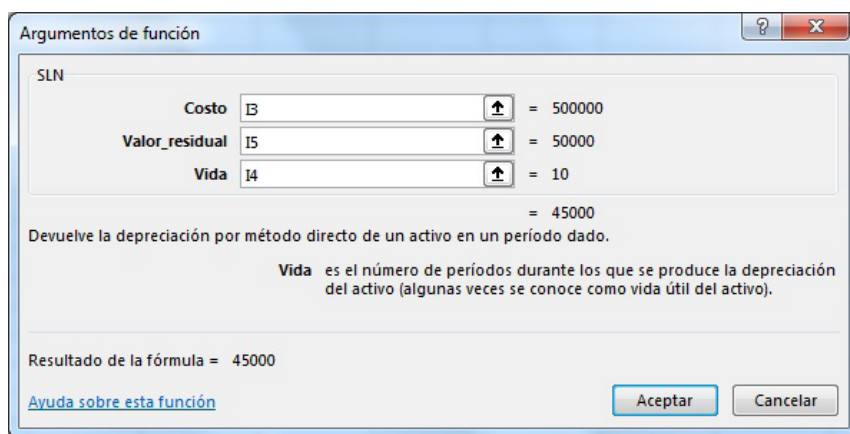 Argumentos de función
SLN
Costo I3 = 500000
Valor_residual I5 = 50000
Vida I4 = 10
= 45000
Devuelve la depreciación por método directo de un activo en un período dado.
Vida es el número de períodos durante los que se produce la depreciación
del activo (algunas veces se conoce como vida útil del activo).
Resultado de la fórmula = 45000
Ayuda sobre esta función Aceptar Cancelar